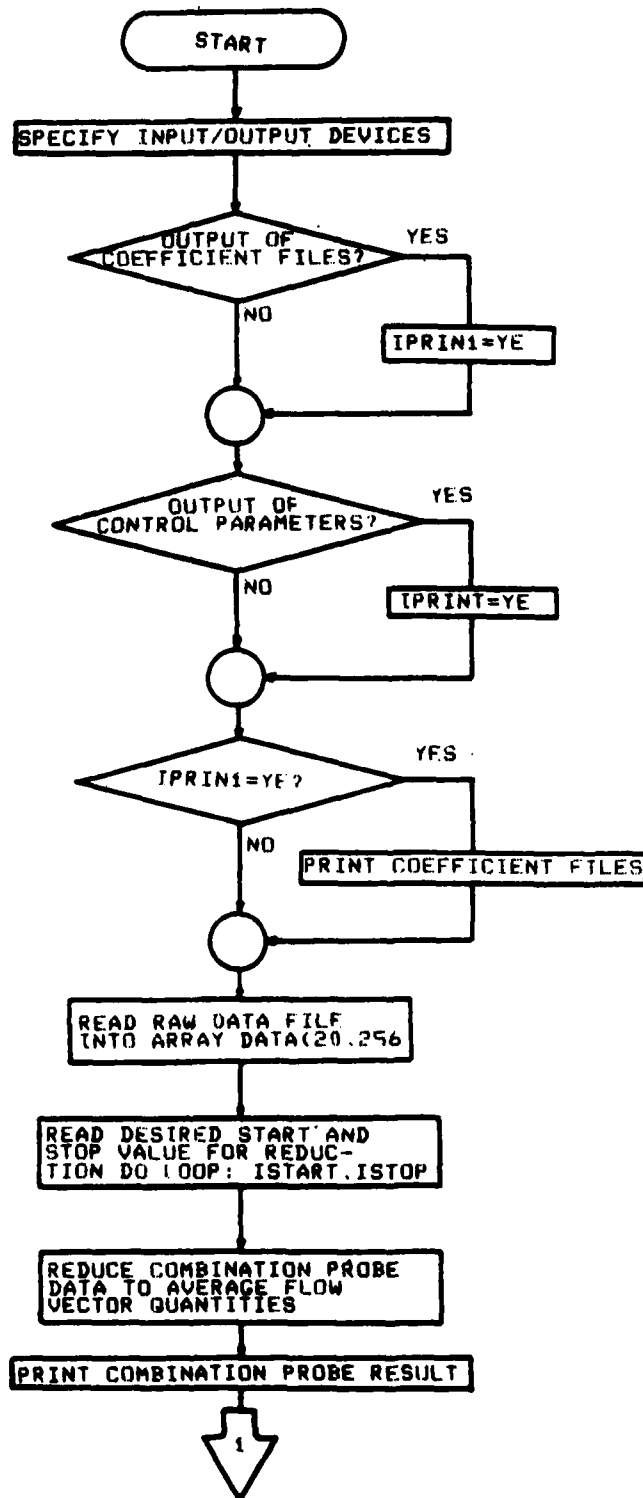 START
SPECIFY INPUT/OUTPUT DEVICES
OUTPUT OF
COEFFICIENT FILES?
YES
NO
IPRIN1=YE
OUTPUT OF
CONTROL PARAMETERS?
YES
NO
IPRINT=YE
IPRIN1=YE?
YES
NO
PRINT COEFFICIENT FILES
READ RAW DATA FILE
INTO ARRAY DATA(20.256
READ DESIRED START AND
STOP VALUE FOR REDUC-
TION DO LOOP: ISTART.ISTOP
REDUCE COMBINATION PROBE
DATA TO AVERAGE FLOW
VECTOR QUANTITIES
PRINT COMBINATION PROBE RESULT
1